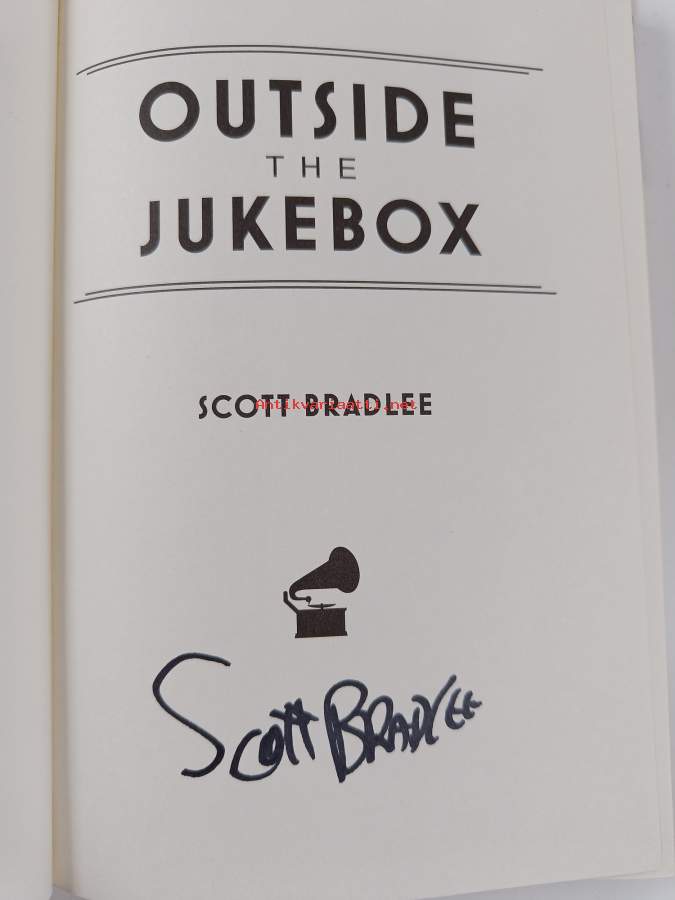 OUTSIDE
THE
JUKEBOX
SCOTT BRADLEE
Antikvariaatti.net
Scott Bradlee